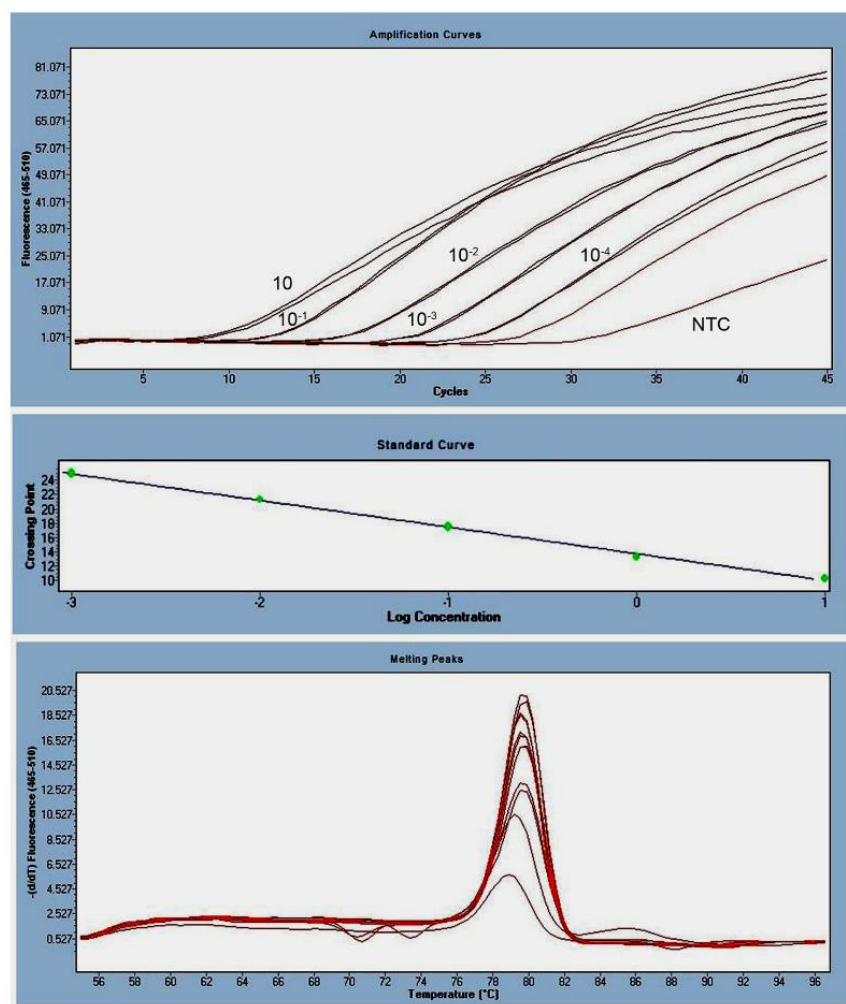 Amplification Curves
81.071
73.071
65.071
57.071
49.071
41.071
33.071
25.071
17.071
9.071
1.071
Fluorescence (465-510)
10
10⁻¹
10⁻²
10⁻³
10⁻⁴
NTC
5 10 15 20 25 30 35 40 45
Cycles
Standard Curve
24
22
20
18
16
14
12
10
Crossing Point
-3 -2 -1 0 1
Log Concentration
Melting Peaks
20.527
18.527
16.527
14.527
12.527
10.527
8.527
6.527
4.527
2.527
0.527
-(d/dT) Fluorescence (465-510)
56 58 60 62 64 66 68 70 72 74 76 78 80 82 84 86 88 90 92 94 96
Temperature (°C)